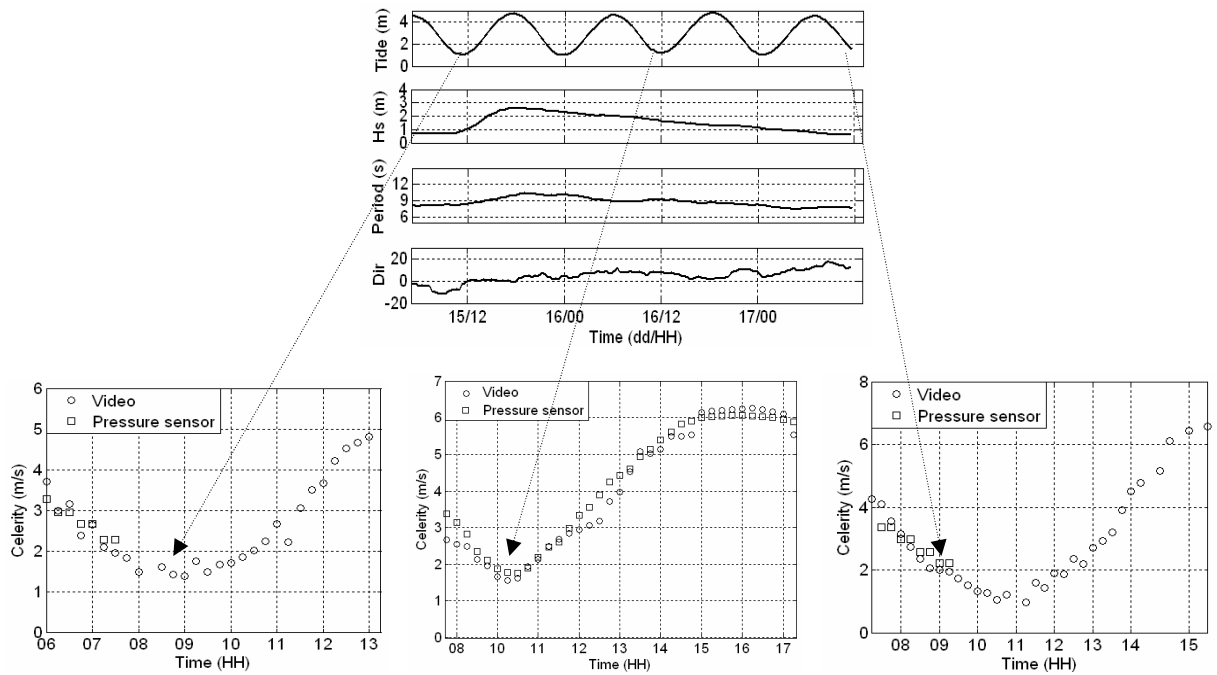 4
2
0
Tide (m)
4
3
2
1
0
Hs (m)
12
9
6
Period (s)
20
0
-20
Dir
15/12 16/00 16/12 17/00
Time (dd/HH)
6
5
4
3
2
1
0
Celerity (m/s)
Video
Pressure sensor
06 07 08 09 10 11 12 13
Time (HH)
7
6
5
4
3
2
1
0
Celerity (m/s)
Video
Pressure sensor
08 09 10 11 12 13 14 15 16 17
Time (HH)
8
6
4
2
0
Celerity (m/s)
Video
Pressure sensor
08 09 10 11 12 13 14 15
Time (HH)